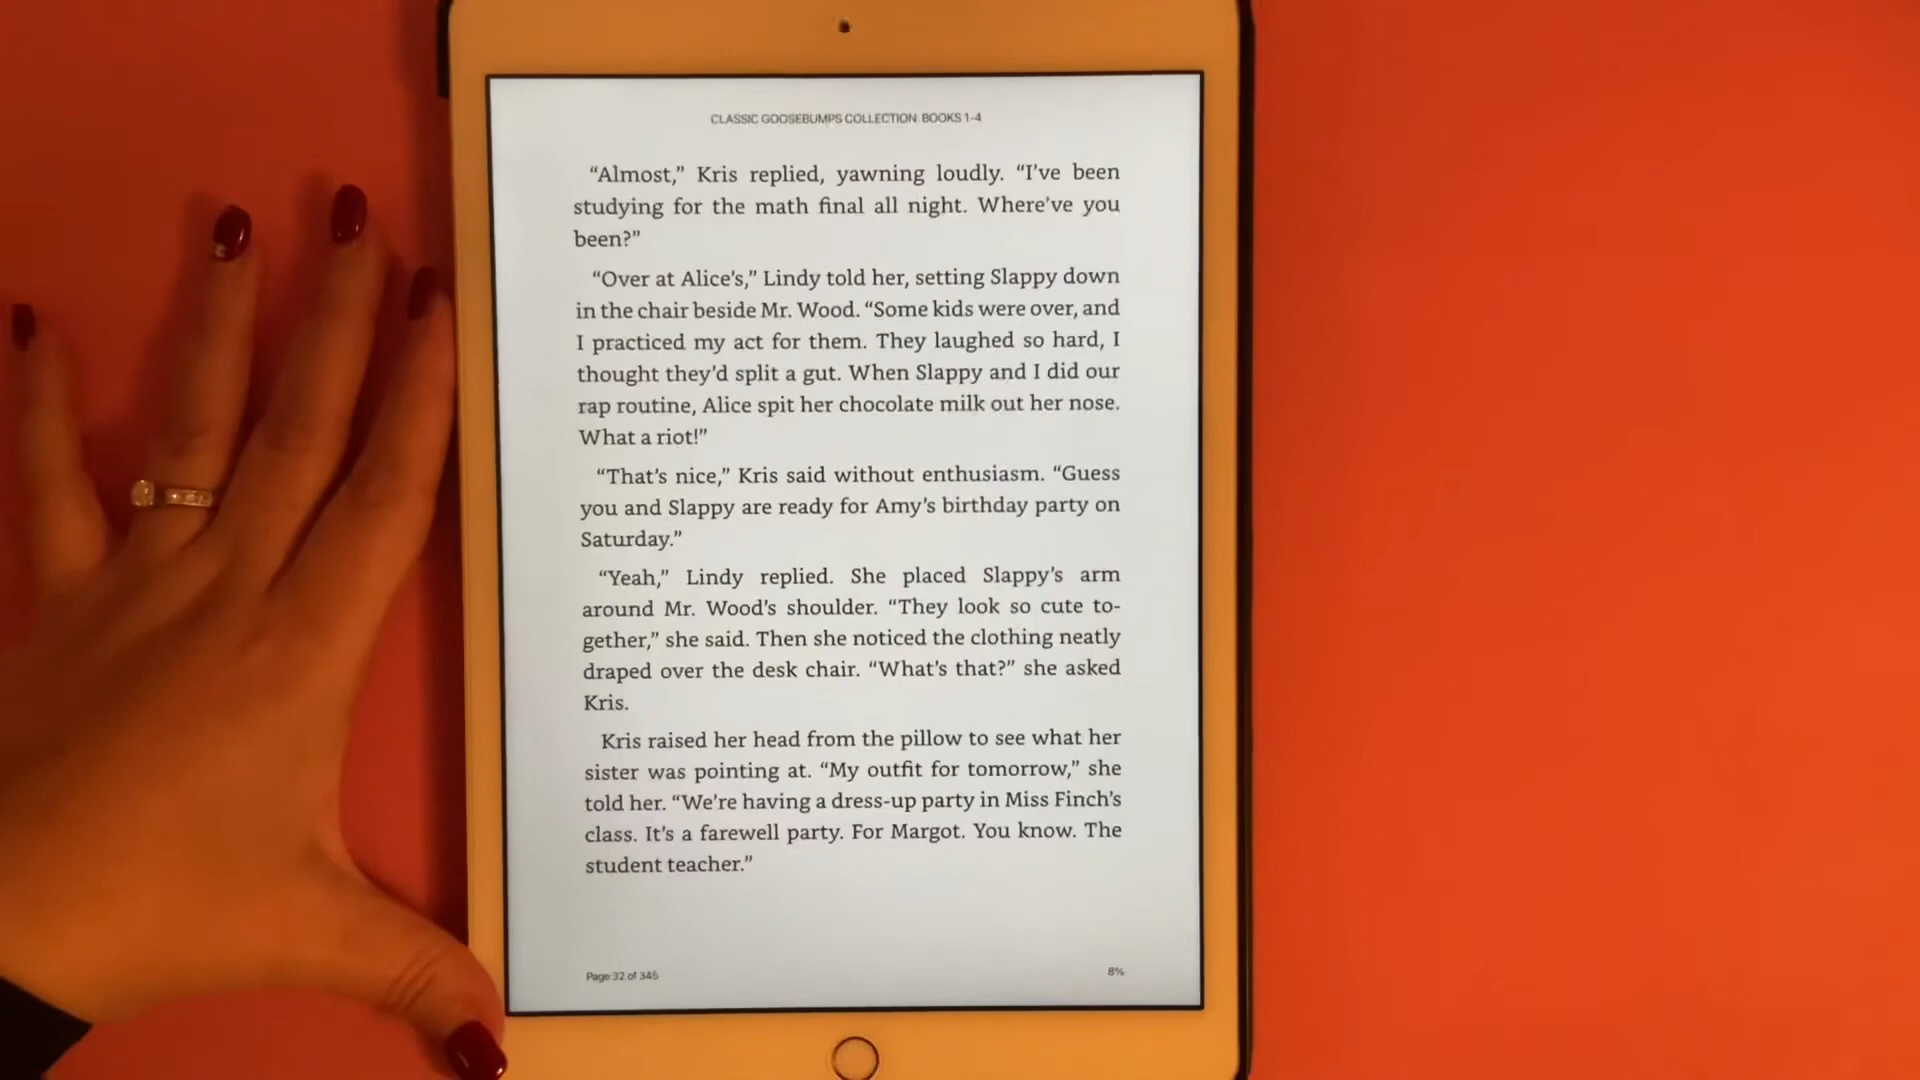 CLASSIC GOOSEBUMPS COLLECTION: BOOKS 1-4
“Almost,” Kris replied, yawning loudly. “I’ve been
studying for the math final all night. Where’ve you
been?”
“Over at Alice’s,” Lindy told her, setting Slappy down
in the chair beside Mr. Wood. “Some kids were over, and
I practiced my act for them. They laughed so hard, I
thought they’d split a gut. When Slappy and I did our
rap routine, Alice spit her chocolate milk out her nose.
What a riot!”
“That’s nice,” Kris said without enthusiasm. “Guess
you and Slappy are ready for Amy’s birthday party on
Saturday.”
“Yeah,” Lindy replied. She placed Slappy’s arm
around Mr. Wood’s shoulder. “They look so cute to-
gether,” she said. Then she noticed the clothing neatly
draped over the desk chair. “What’s that?” she asked
Kris.
Kris raised her head from the pillow to see what her
sister was pointing at. “My outfit for tomorrow,” she
told her. “We’re having a dress-up party in Miss Finch’s
class. It’s a farewell party. For Margot. You know. The
student teacher.”
Page 32 of 345
8%